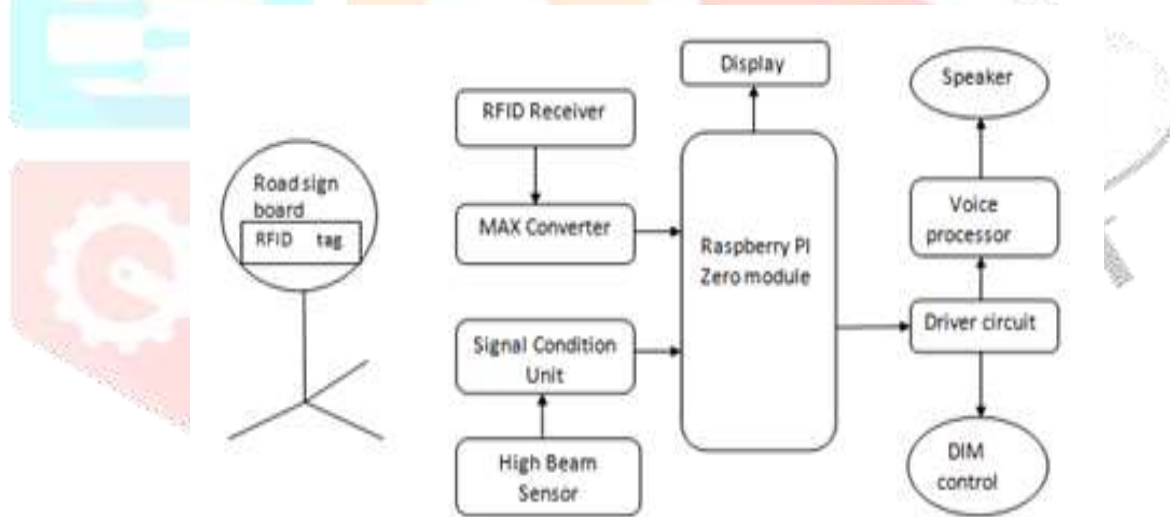 Display
Speaker
RFID Receiver
Road sign
board
RFID tag
MAX Converter
Voice
processor
Raspberry PI
Zero module
Signal Condition
Unit
Driver circuit
High Beam
Sensor
DIM
control